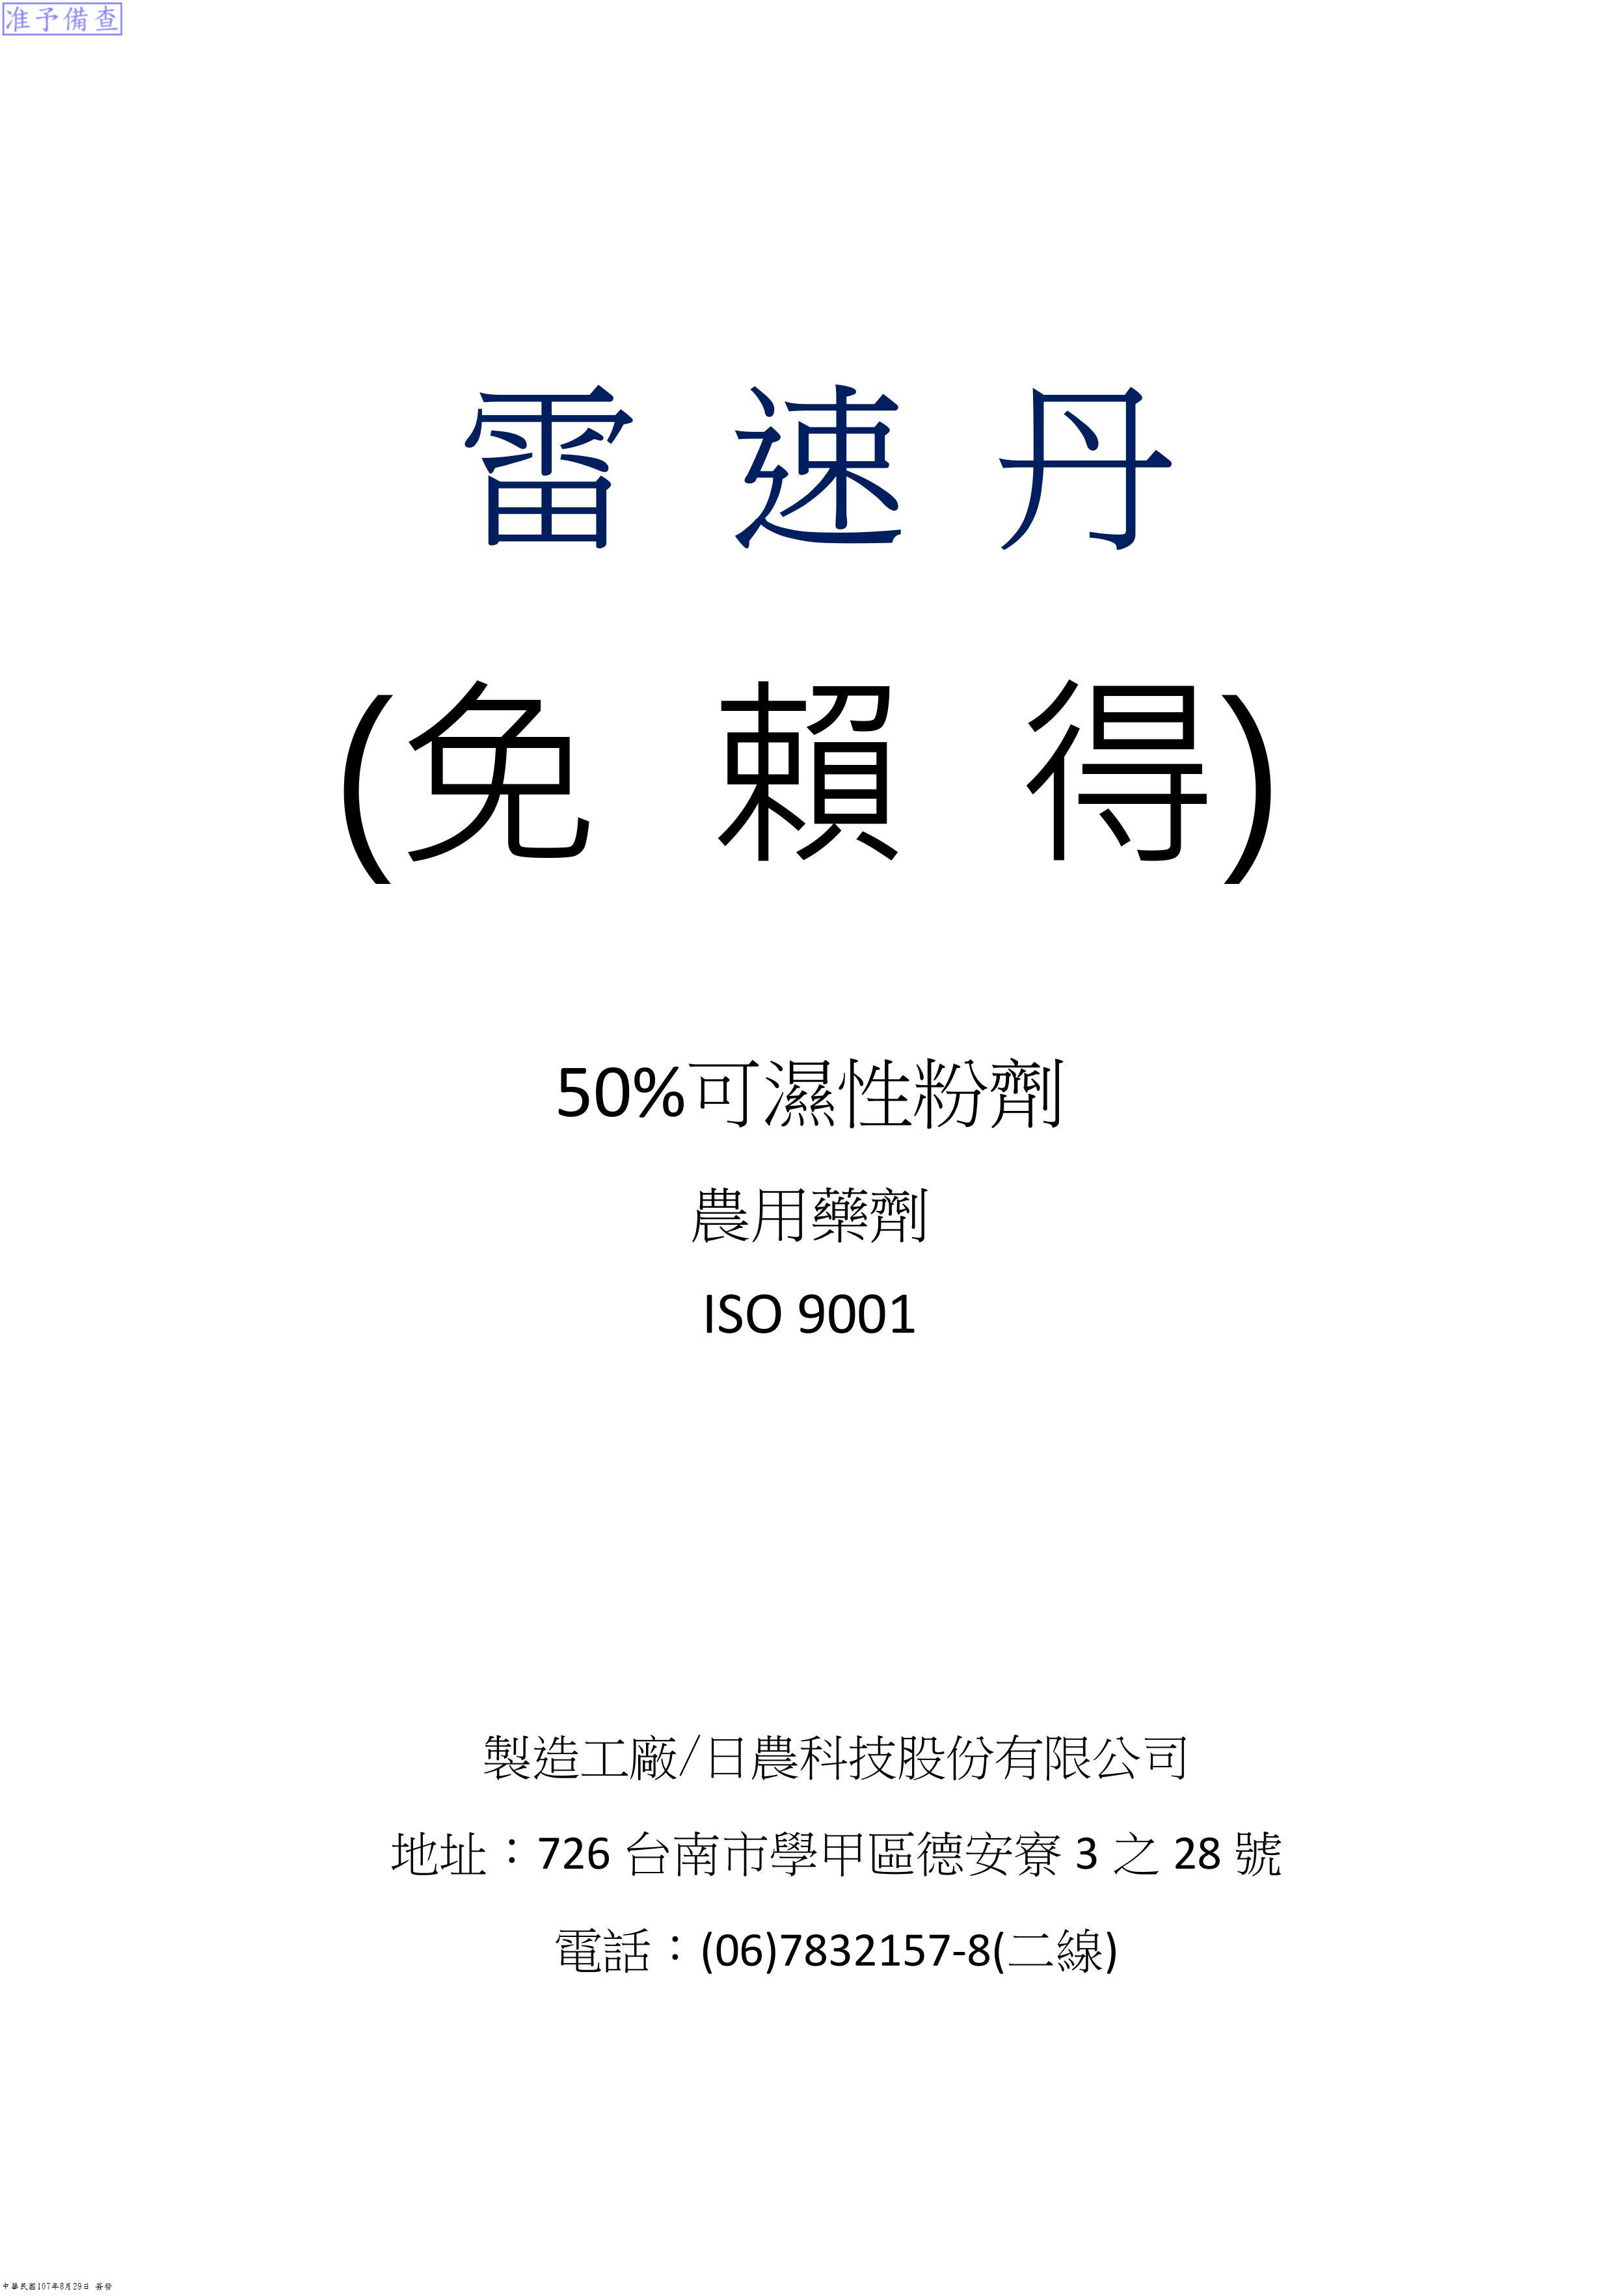 准予備查
雷速丹
(免賴得)
50%可濕性粉劑
農用藥劑
ISO 9001
製造工廠/日農科技股份有限公司
地址：726 台南市學甲區德安寮 3 之 28 號
電話：(06)7832157-8(二線)
中華民國107年8月29日 簽發